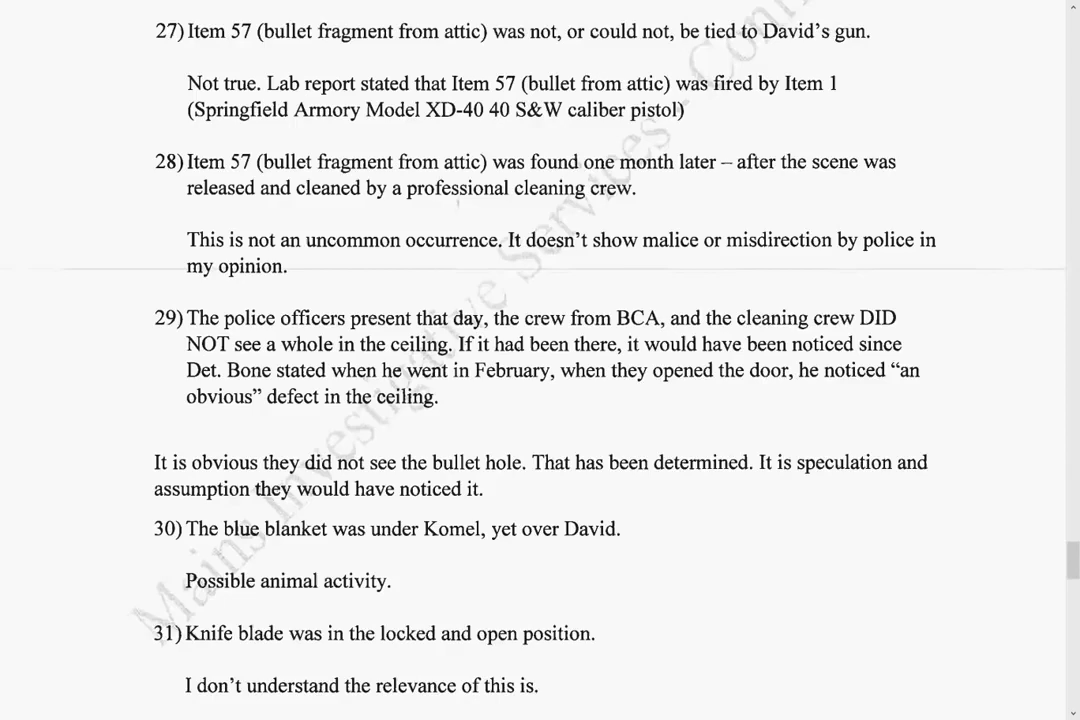 27) Item 57 (bullet fragment from attic) was not, or could not, be tied to David's gun.
Not true. Lab report stated that Item 57 (bullet from attic) was fired by Item 1
(Springfield Armory Model XD-40 40 S&W caliber pistol)
28) Item 57 (bullet fragment from attic) was found one month later – after the scene was
released and cleaned by a professional cleaning crew.
This is not an uncommon occurrence. It doesn't show malice or misdirection by police in
my opinion.
29) The police officers present that day, the crew from BCA, and the cleaning crew DID
NOT see a whole in the ceiling. If it had been there, it would have been noticed since
Det. Bone stated when he went in February, when they opened the door, he noticed “an
obvious” defect in the ceiling.
It is obvious they did not see the bullet hole. That has been determined. It is speculation and
assumption they would have noticed it.
30) The blue blanket was under Komel, yet over David.
Possible animal activity.
31) Knife blade was in the locked and open position.
I don't understand the relevance of this is.
Mains Investigative Services - Con